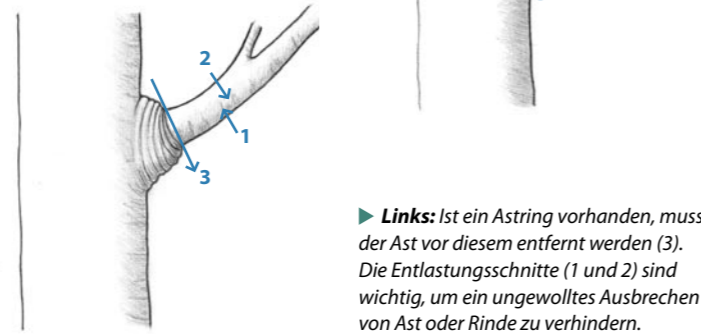 2
1
3
▶ Links: Ist ein Astring vorhanden, muss
der Ast vor diesem entfernt werden (3).
Die Entlastungsschnitte (1 und 2) sind
wichtig, um ein ungewolltes Ausbrechen
von Ast oder Rinde zu verhindern.